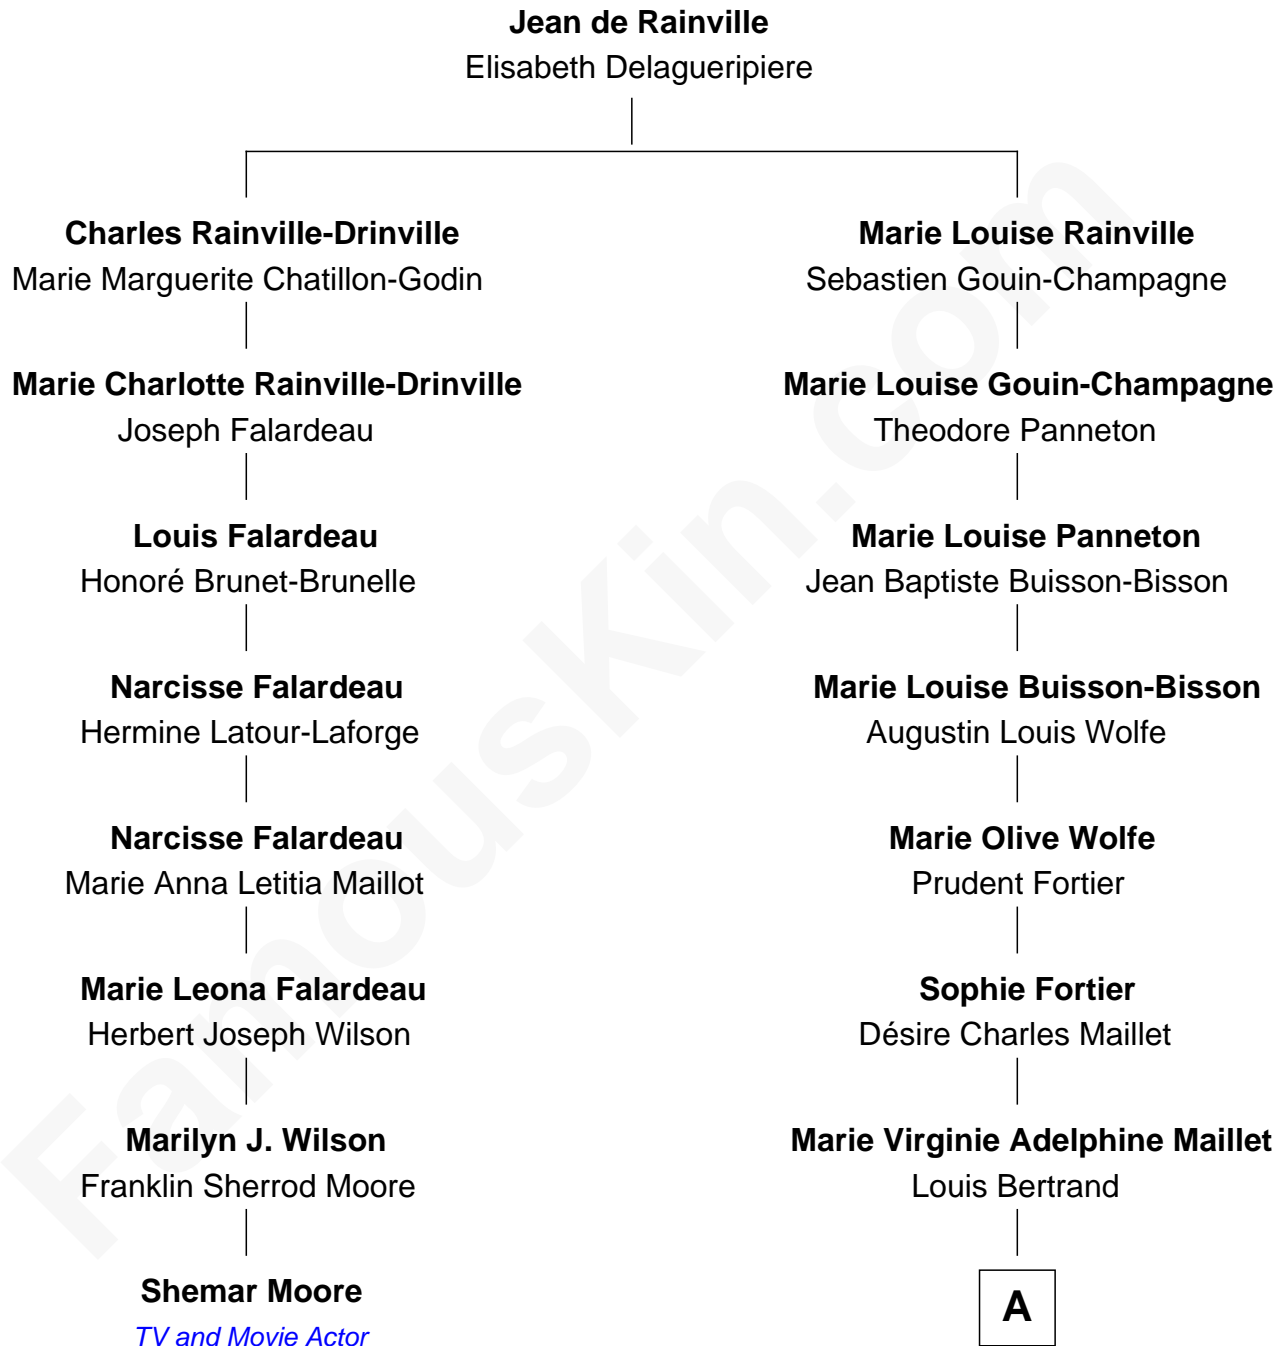 Jean de Rainville
Elisabeth Delagueripiere
Charles Rainville-Drinville
Marie Marguerite Chatillon-Godin
Marie Charlotte Rainville-Drinville
Joseph Falardeau
Louis Falardeau
Honoré Brunet-Brunelle
Narcisse Falardeau
Hermine Latour-Laforge
Narcisse Falardeau
Marie Anna Letitia Maillot
Marie Leona Falardeau
Herbert Joseph Wilson
Marilyn J. Wilson
Franklin Sherrod Moore
Shemar Moore
TV and Movie Actor
Marie Louise Rainville
Sebastien Gouin-Champagne
Marie Louise Gouin-Champagne
Theodore Panneton
Marie Louise Panneton
Jean Baptiste Buisson-Bisson
Marie Louise Buisson-Bisson
Augustin Louis Wolfe
Marie Olive Wolfe
Prudent Fortier
Sophie Fortier
Désire Charles Maillet
Marie Virginie Adelphine Maillet
Louis Bertrand
A
FamousKin.com